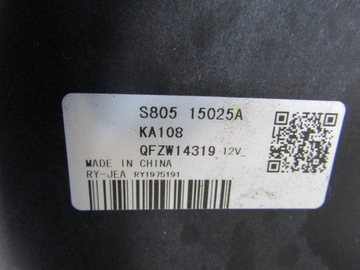 S805 15025A
KA108
QFZW14319 12V
MADE IN CHINA
RY-JEA RY1975191